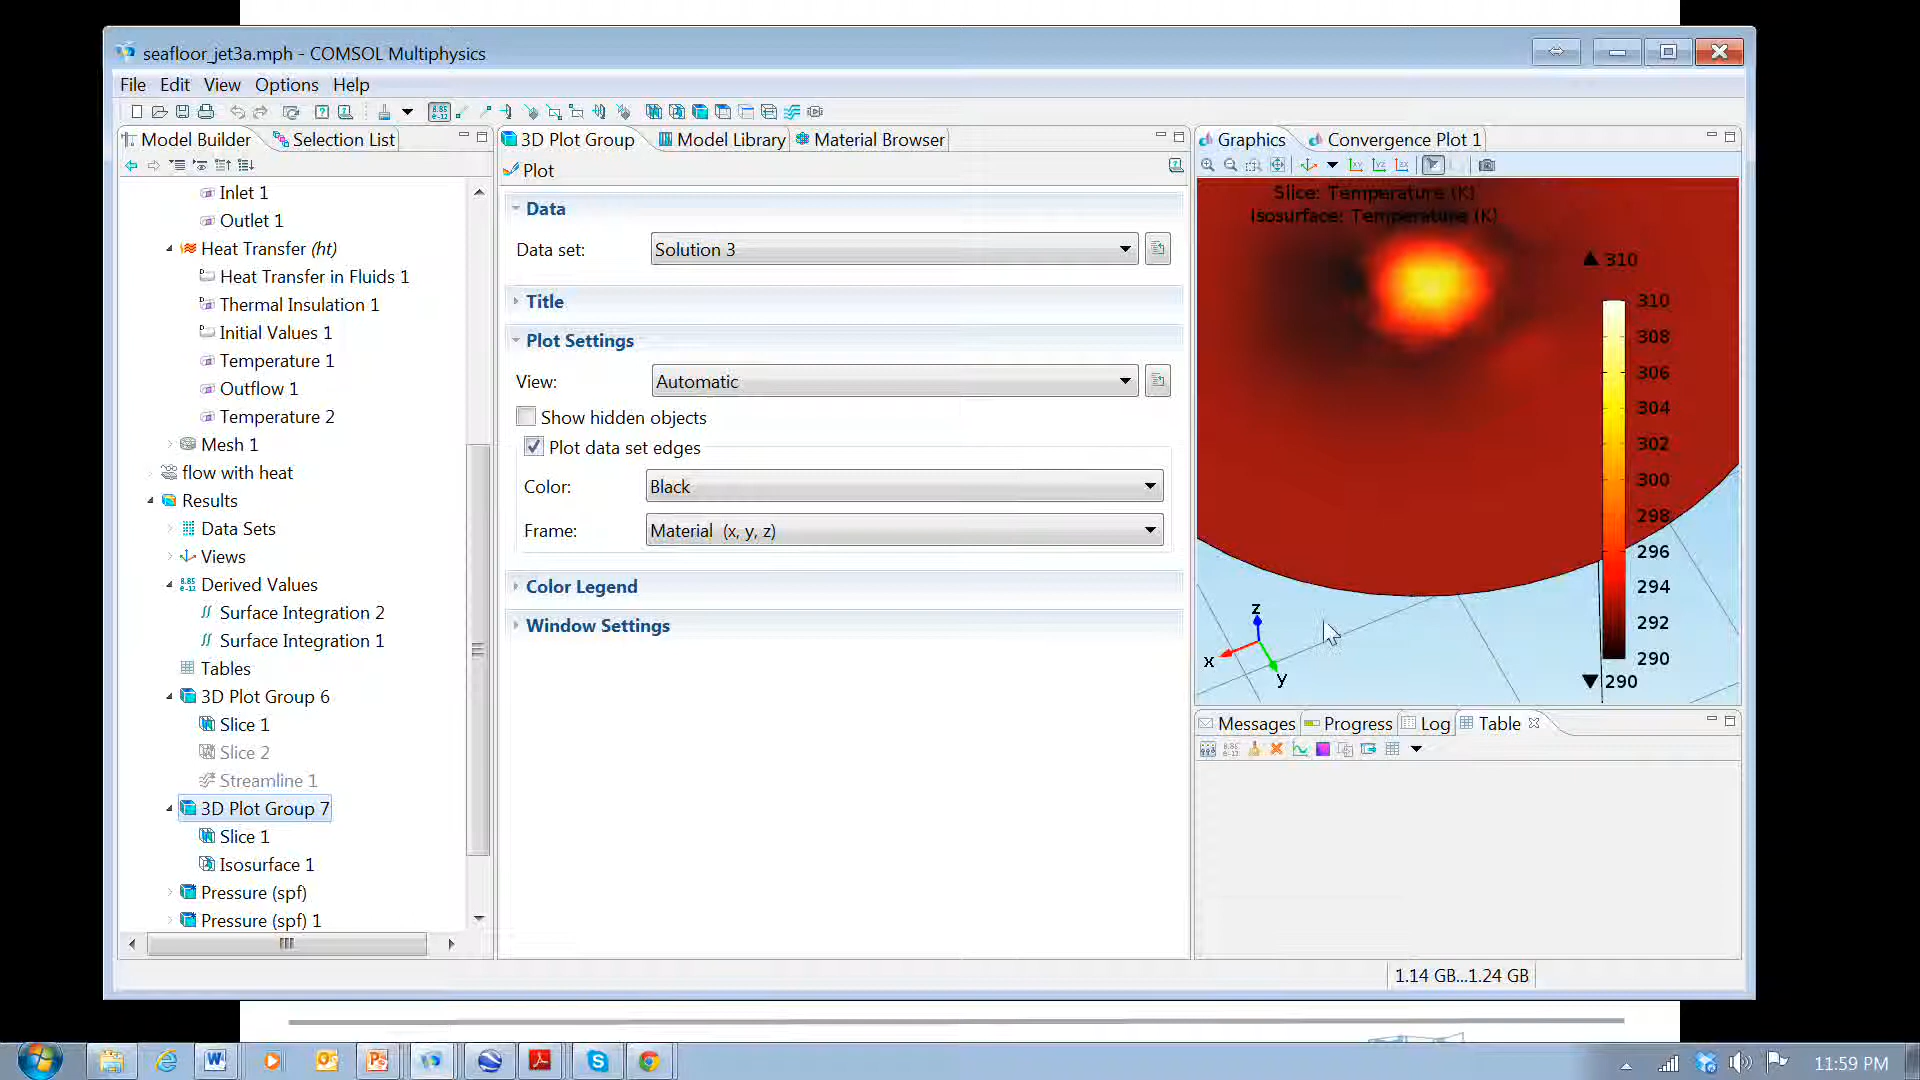 seafloor_jet3a.mph - COMSOL Multiphysics
File Edit View Options Help
Model Builder
Selection List
Inlet 1
Outlet 1
Heat Transfer (ht)
Heat Transfer in Fluids 1
Thermal Insulation 1
Initial Values 1
Temperature 1
Outflow 1
Temperature 2
Mesh 1
flow with heat
Results
Data Sets
Views
Derived Values
Surface Integration 2
Surface Integration 1
Tables
3D Plot Group 6
Slice 1
Slice 2
Streamline 1
3D Plot Group 7
Slice 1
Isosurface 1
Pressure (spf)
Pressure (spf) 1
3D Plot Group
Model Library
Material Browser
Plot
Data
Data set: Solution 3
Title
Plot Settings
View: Automatic
Show hidden objects
Plot data set edges
Color: Black
Frame: Material (x, y, z)
Color Legend
Window Settings
Graphics
Convergence Plot 1
Slice: Temperature (K)
Isosurface: Temperature (K)
310
310
308
306
304
302
300
298
296
294
292
290
290
z
x
y
Messages
Progress
Log
Table
1.14 GB...1.24 GB
11:59 PM